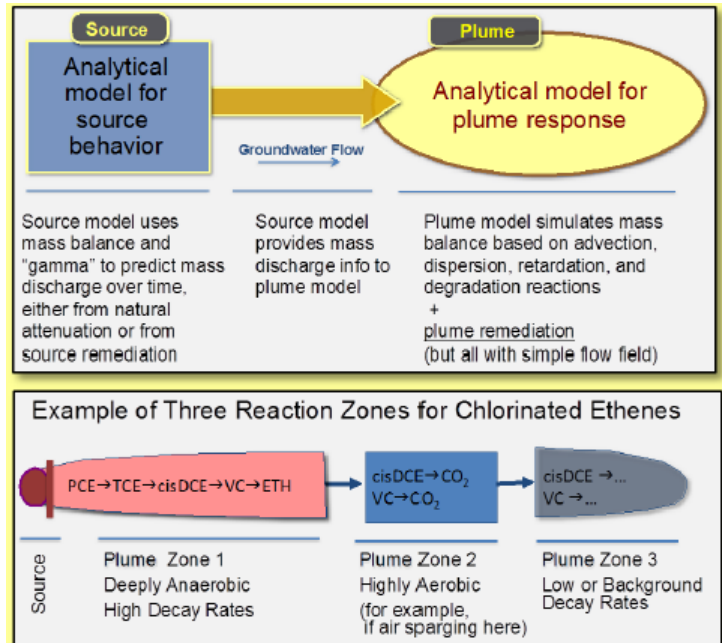 Source
Plume
Analytical
model for
source
behavior
Analytical model for
plume response
Groundwater Flow
Source model uses
mass balance and
“gamma” to predict mass
discharge over time,
either from natural
attenuation or from
source remediation
Source model
provides mass
discharge info to
plume model
Plume model simulates mass
balance based on advection,
dispersion, retardation, and
degradation reactions
+
plume remediation
(but all with simple flow field)
Example of Three Reaction Zones for Chlorinated Ethenes
PCE→TCE→cisDCE→VC→ETH
cisDCE→CO₂
VC→CO₂
cisDCE →...
VC →...
Source
Plume Zone 1
Deeply Anaerobic
High Decay Rates
Plume Zone 2
Highly Aerobic
(for example,
if air sparging here)
Plume Zone 3
Low or Background
Decay Rates